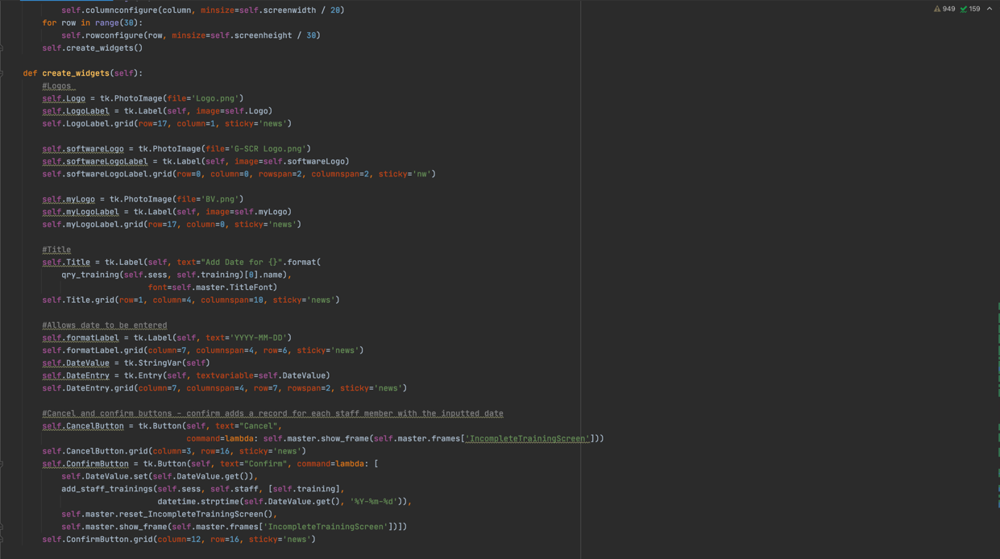 self.columnconfigure(column, minsize=self.screenwidth / 20)
949 159
for row in range(30):
self.rowconfigure(row, minsize=self.screenheight / 30)
self.create_widgets()
def create_widgets(self):
#Logos
self.Logo = tk.PhotoImage(file='Logo.png')
self.LogoLabel = tk.Label(self, image=self.Logo)
self.LogoLabel.grid(row=17, column=1, sticky='news')
self.softwareLogo = tk.PhotoImage(file='G-SCR Logo.png')
self.softwareLogoLabel = tk.Label(self, image=self.softwareLogo)
self.softwareLogoLabel.grid(row=0, column=0, rowspan=2, columnspan=2, sticky='nw')
self.myLogo = tk.PhotoImage(file='BV.png')
self.myLogoLabel = tk.Label(self, image=self.myLogo)
self.myLogoLabel.grid(row=17, column=0, sticky='news')
#Title
self.Title = tk.Label(self, text="Add Date for {}".format(
qry_training(self.sess, self.training)[0].name),
font=self.master.TitleFont)
self.Title.grid(row=1, column=4, columnspan=10, sticky='news')
#Allows date to be entered
self.formatLabel = tk.Label(self, text='YYYY-MM-DD')
self.formatLabel.grid(column=7, columnspan=4, row=6, sticky='news')
self.DateValue = tk.StringVar(self)
self.DateEntry = tk.Entry(self, textvariable=self.DateValue)
self.DateEntry.grid(column=7, columnspan=4, row=7, rowspan=2, sticky='news')
#Cancel and confirm buttons - confirm adds a record for each staff member with the inputted date
self.CancelButton = tk.Button(self, text="Cancel",
command=lambda: self.master.show_frame(self.master.frames['IncompleteTrainingScreen']))
self.CancelButton.grid(column=3, row=16, sticky='news')
self.ConfirmButton = tk.Button(self, text="Confirm", command=lambda: [
self.DateValue.set(self.DateValue.get()),
add_staff_trainings(self.sess, self.staff, [self.training],
datetime.strptime(self.DateValue.get(), '%Y-%m-%d')),
self.master.reset_IncompleteTrainingScreen(),
self.master.show_frame(self.master.frames['IncompleteTrainingScreen'])])
self.ConfirmButton.grid(column=12, row=16, sticky='news')